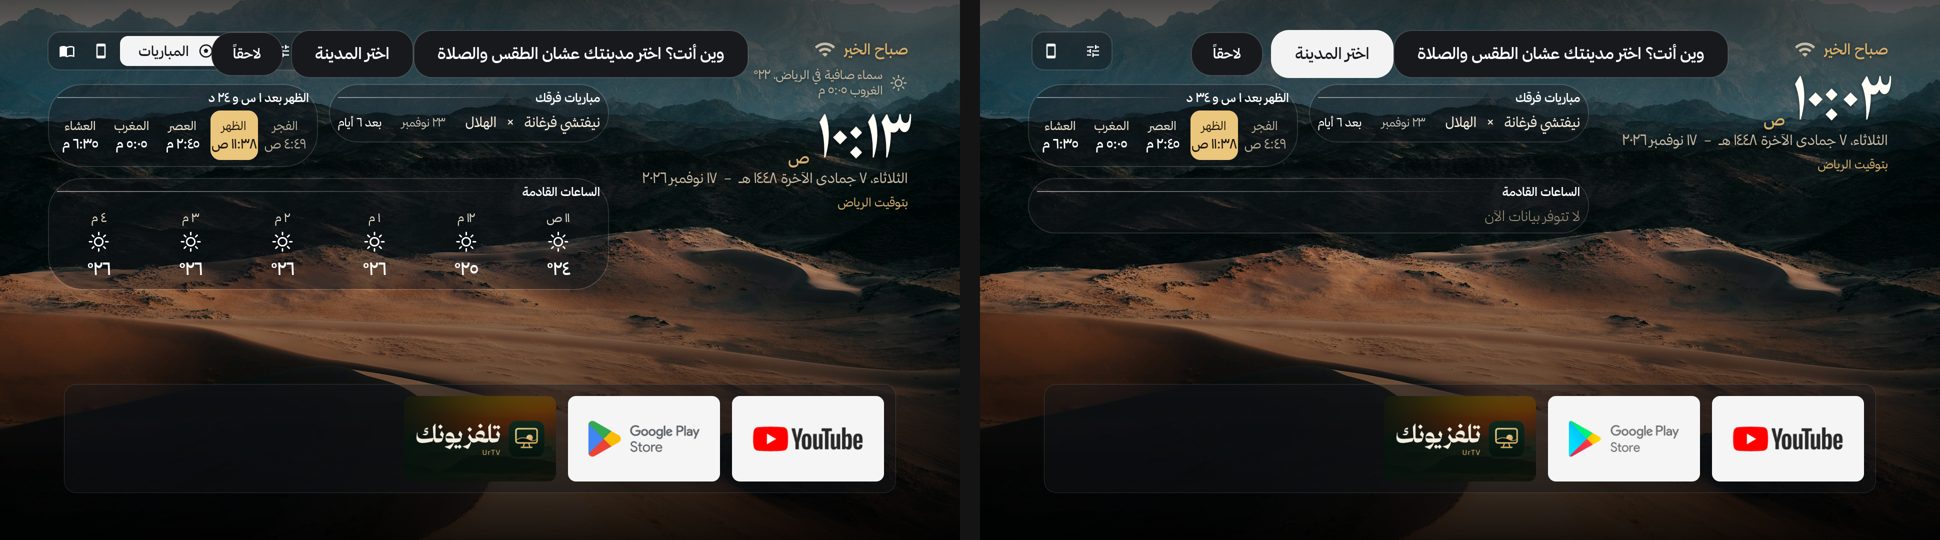 صباح الخير
سماء صافية في الرياض، ٢٢°
الغروب ٥:٠٥ م
١٠:١٣ ص
الثلاثاء، ٧ جمادى الآخرة ١٤٤٨ هـ – ١٧ نوفمبر ٢٠٢٦
بتوقيت الرياض
وين أنت؟ اختر مدينتك عشان الطقس والصلاة
اختر المدينة
لاحقاً
المباريات
مباريات فرقك
نيفتشي فرغانة × الهلال ٢٣ نوفمبر بعد ٦ أيام
الظهر بعد ١ س و ٢٤ د
الفجر الظهر العصر المغرب العشاء
٤:٤٩ ص ١١:٣٨ ص ٢:٤٥ م ٥:٠٥ م ٦:٣٥ م
الساعات القادمة
١١ ص ١٢ م ١ م ٢ م ٣ م ٤ م
٢٤° ٢٥° ٢٦° ٢٦° ٢٦° ٢٦°
YouTube
Google Play
Store
تلفزيونك
UrTV
صباح الخير
١٠:٠٣ ص
الثلاثاء، ٧ جمادى الآخرة ١٤٤٨ هـ – ١٧ نوفمبر ٢٠٢٦
بتوقيت الرياض
وين أنت؟ اختر مدينتك عشان الطقس والصلاة
اختر المدينة
لاحقاً
مباريات فرقك
نيفتشي فرغانة × الهلال ٢٣ نوفمبر بعد ٦ أيام
الظهر بعد ١ س و ٣٤ د
الفجر الظهر العصر المغرب العشاء
٤:٤٩ ص ١١:٣٨ ص ٢:٤٥ م ٥:٠٥ م ٦:٣٥ م
الساعات القادمة
لا تتوفر بيانات الآن
YouTube
Google Play
Store
تلفزيونك
UrTV